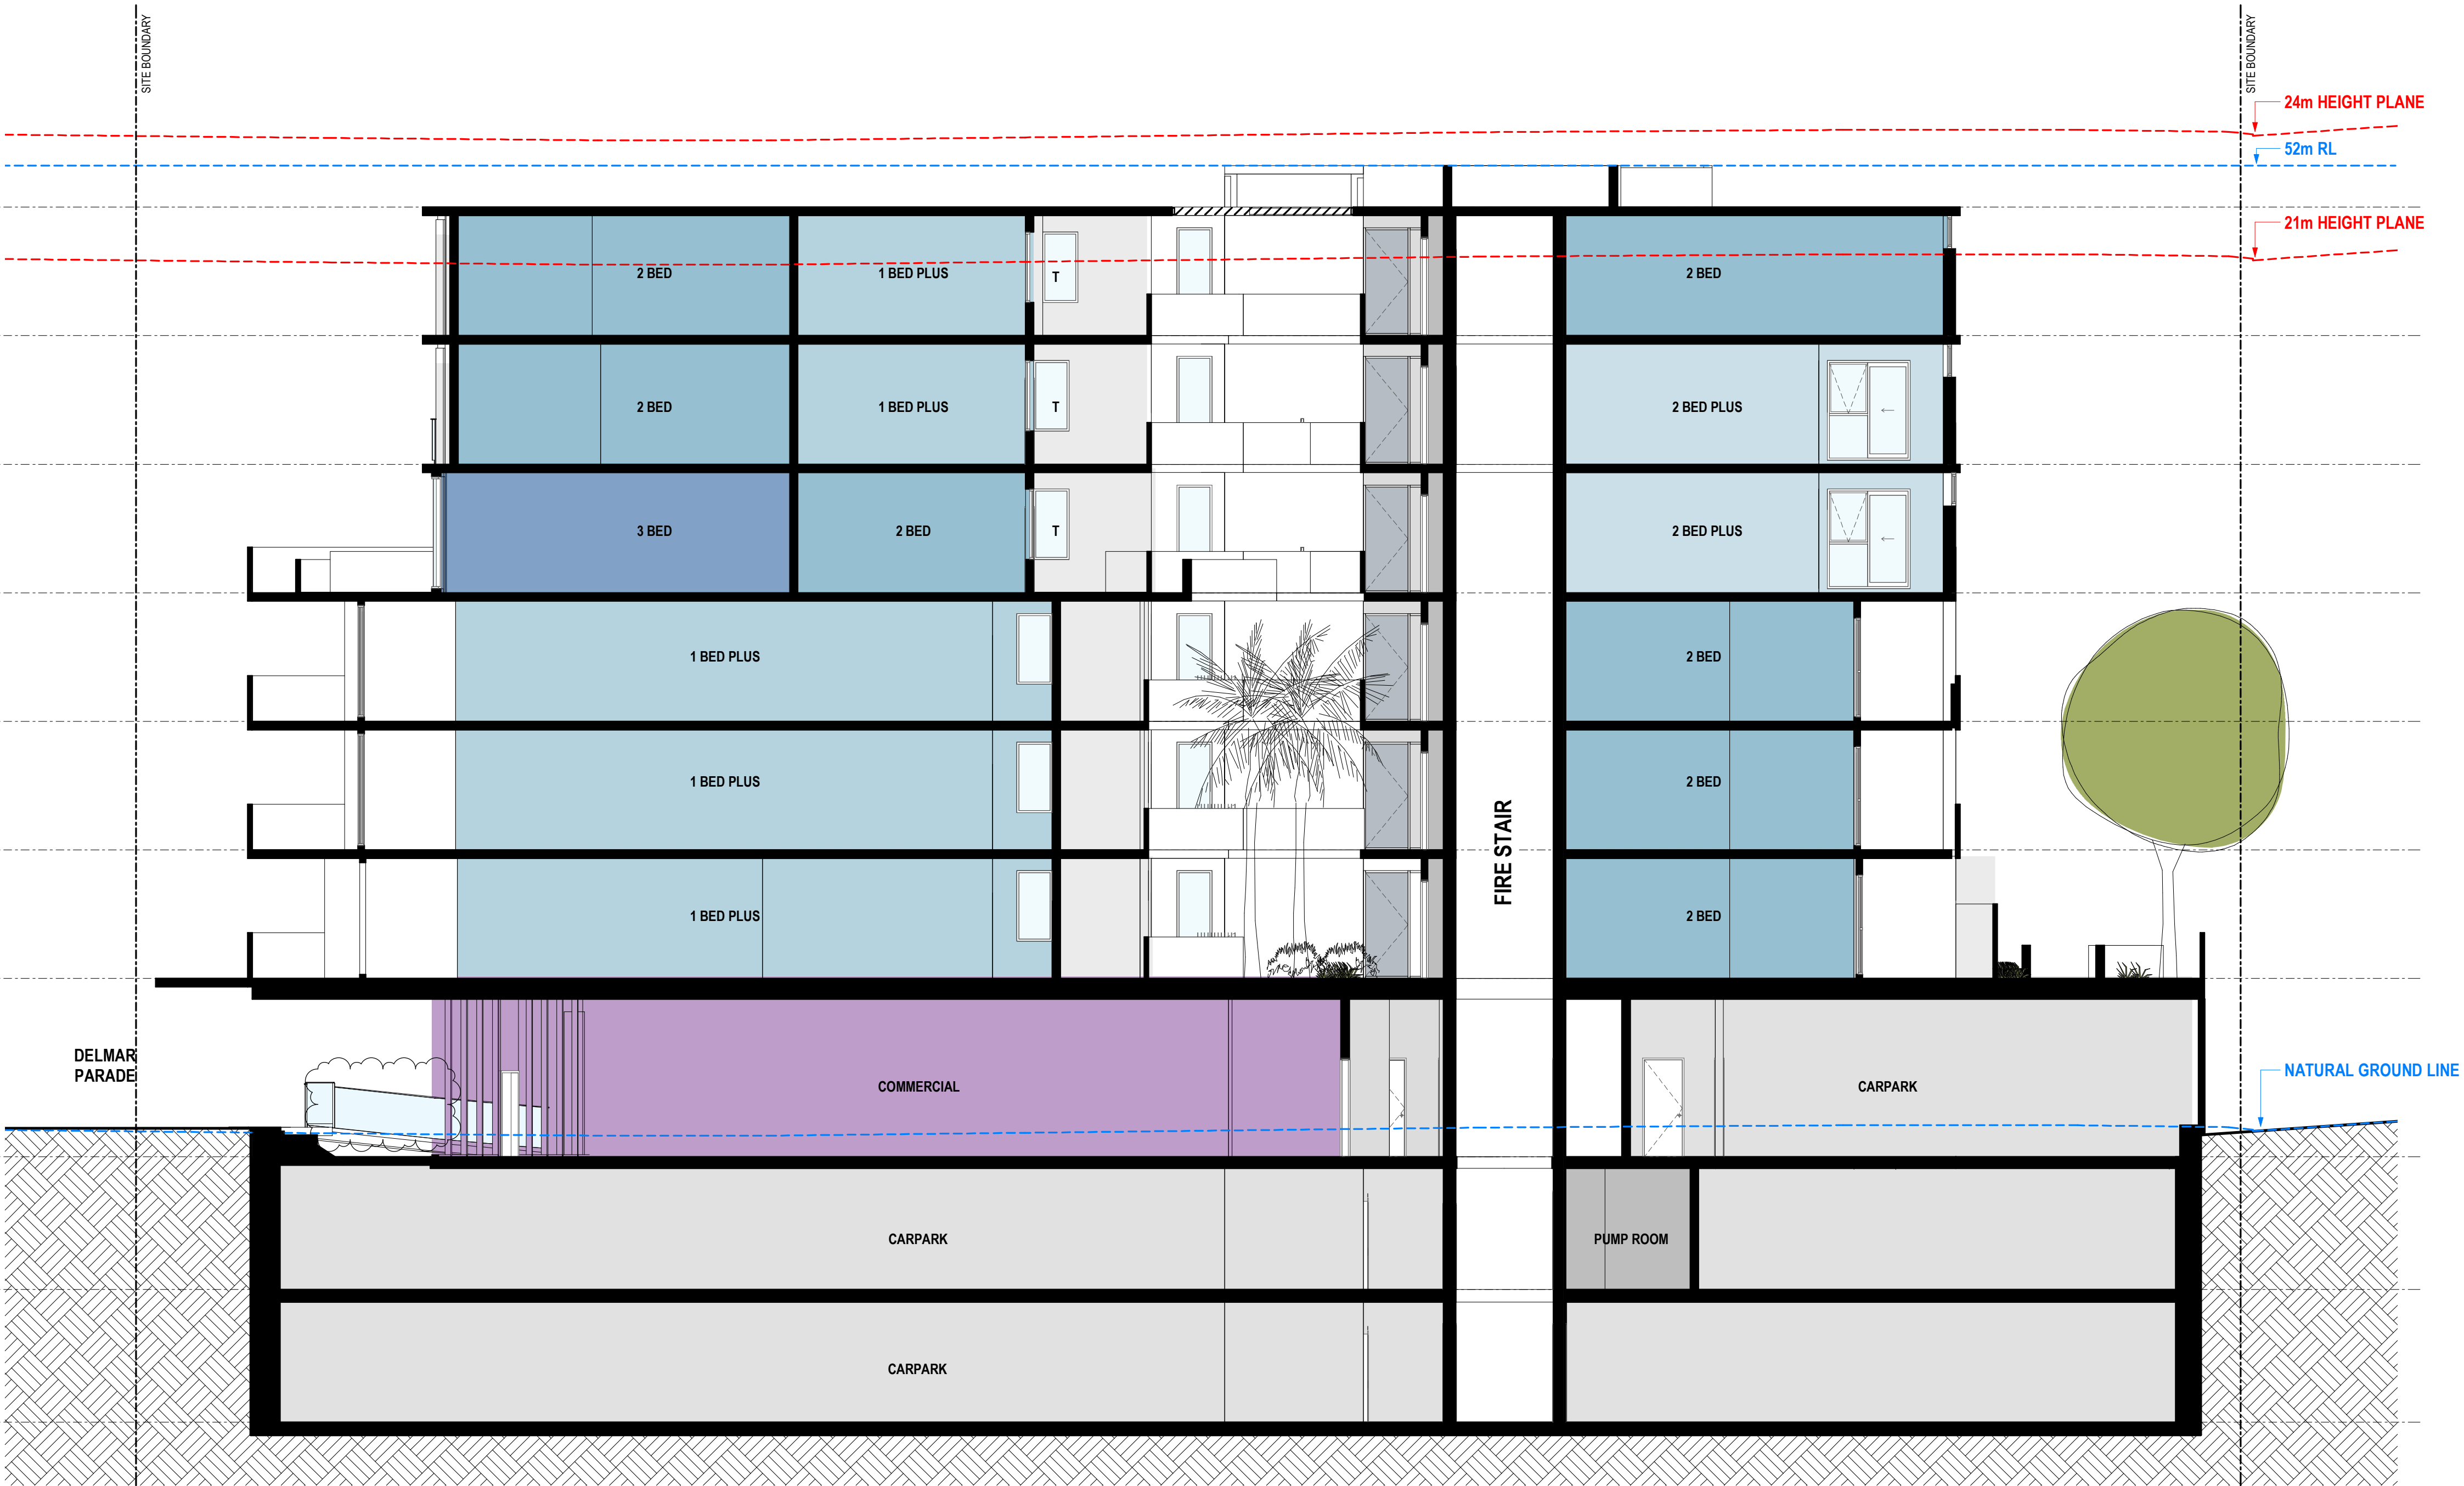 SITE BOUNDARY
SITE BOUNDARY
24m HEIGHT PLANE
52m RL
21m HEIGHT PLANE
2 BED
1 BED PLUS
T
2 BED
2 BED
1 BED PLUS
T
2 BED PLUS
3 BED
2 BED
T
2 BED PLUS
1 BED PLUS
2 BED
1 BED PLUS
2 BED
FIRE STAIR
1 BED PLUS
2 BED
DELMAR
PARADE
COMMERCIAL
CARPARK
NATURAL GROUND LINE
CARPARK
PUMP ROOM
CARPARK